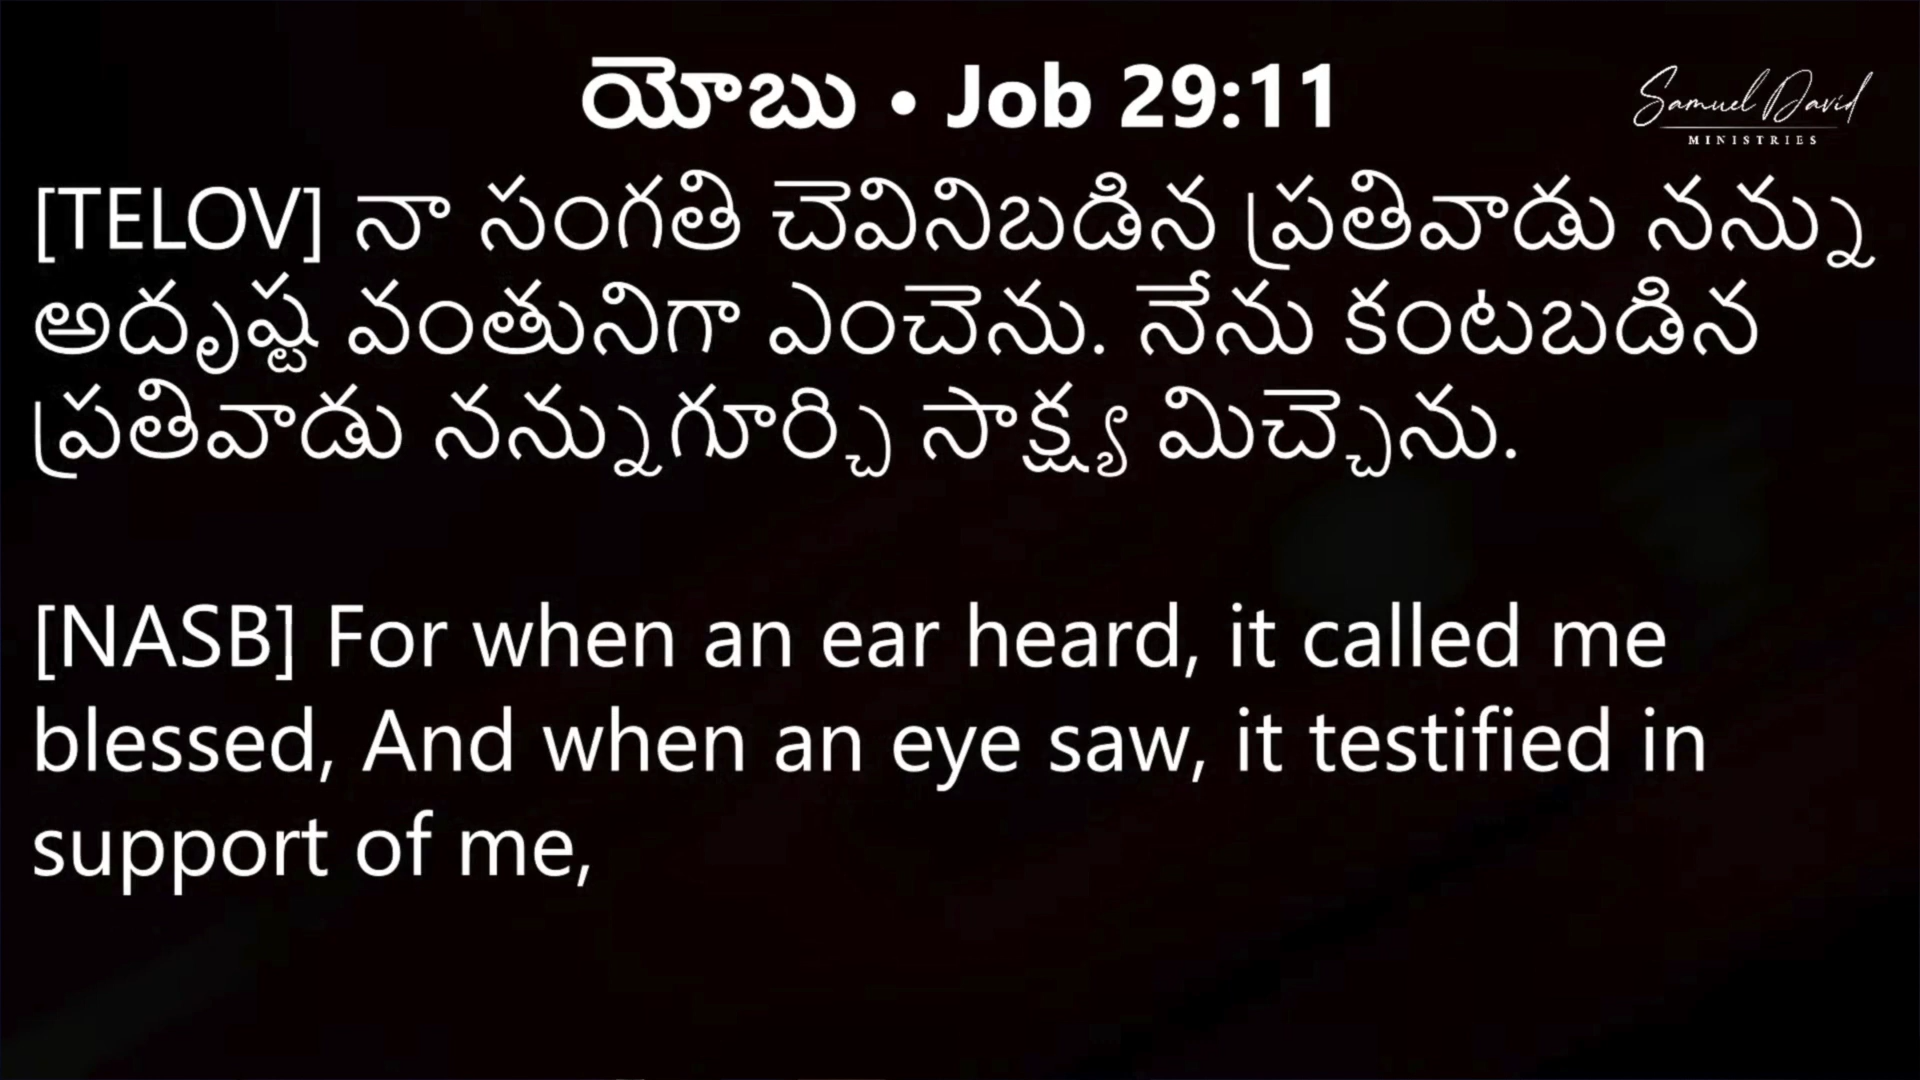 యోబు • Job 29:11
Samuel David
MINISTRIES
[TELOV] నా సంగతి చెవినిబడిన ప్రతివాడు నన్ను
అదృష్ట వంతునిగా ఎంచెను. నేను కంటబడిన
ప్రతివాడు నన్నుగూర్చి సాక్ష్య మిచ్చెను.
[NASB] For when an ear heard, it called me
blessed, And when an eye saw, it testified in
support of me,